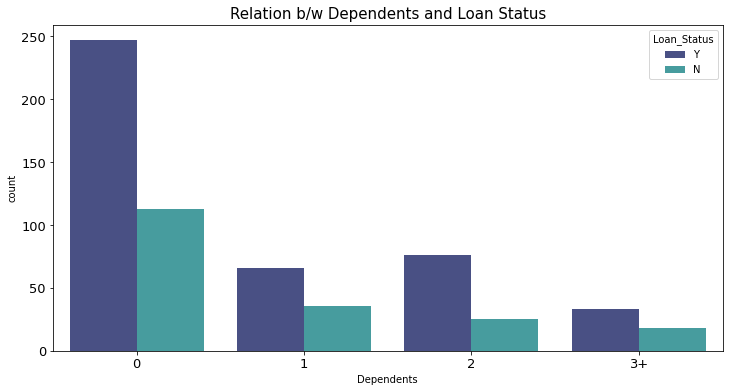 Relation b/w Dependents and Loan Status
Loan_Status
Y
N
250
200
150
100
50
0
count
0 1 2 3+
Dependents